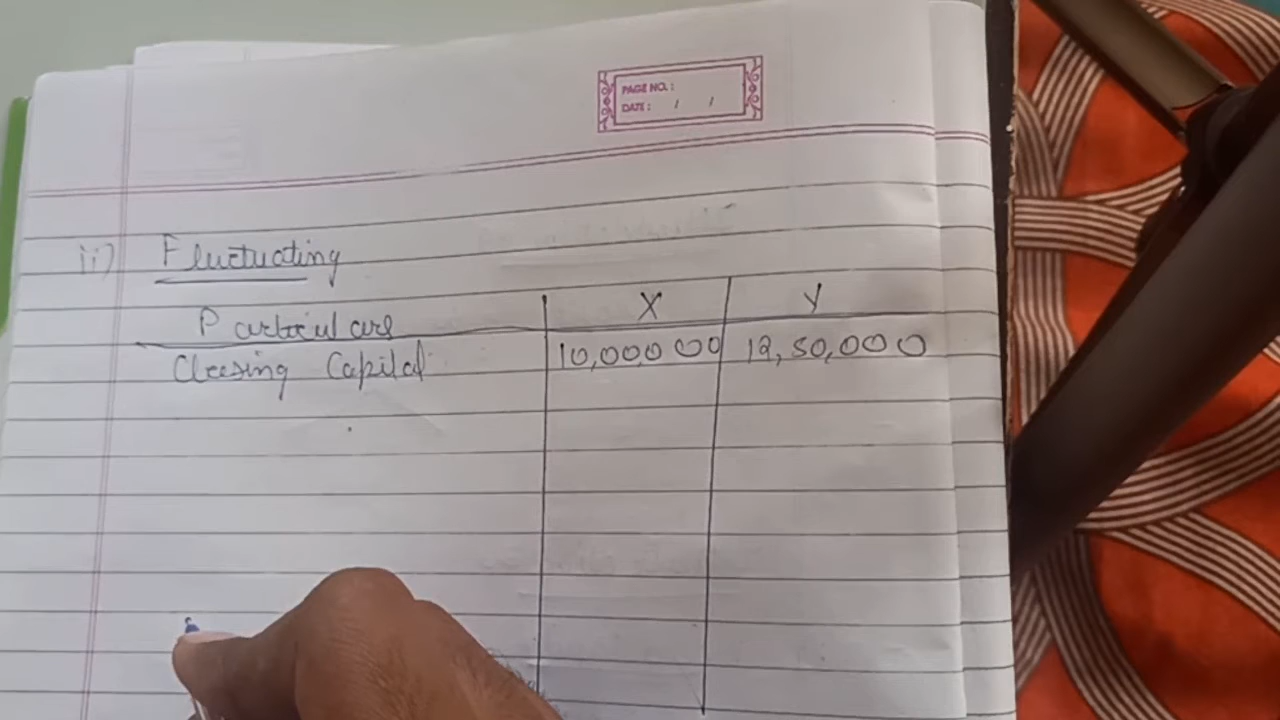 PAGE NO. :
DATE : / /
ii) Fluctuating
Particulars X Y
Closing Capital 10,00,000 12,50,000